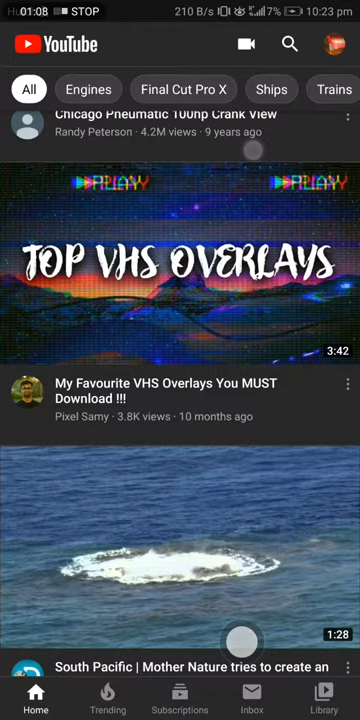 01:08 STOP 210 B/s 7% 10:23 pm
YouTube
All Engines Final Cut Pro X Ships Trains
Chicago Pneumatic 100hp Crank View
Randy Peterson · 4.2M views · 9 years ago
TOP VHS OVERLAYS
3:42
My Favourite VHS Overlays You MUST
Download !!!
Pixel Samy · 3.8K views · 10 months ago
1:28
South Pacific | Mother Nature tries to create an
Home Trending Subscriptions Inbox Library